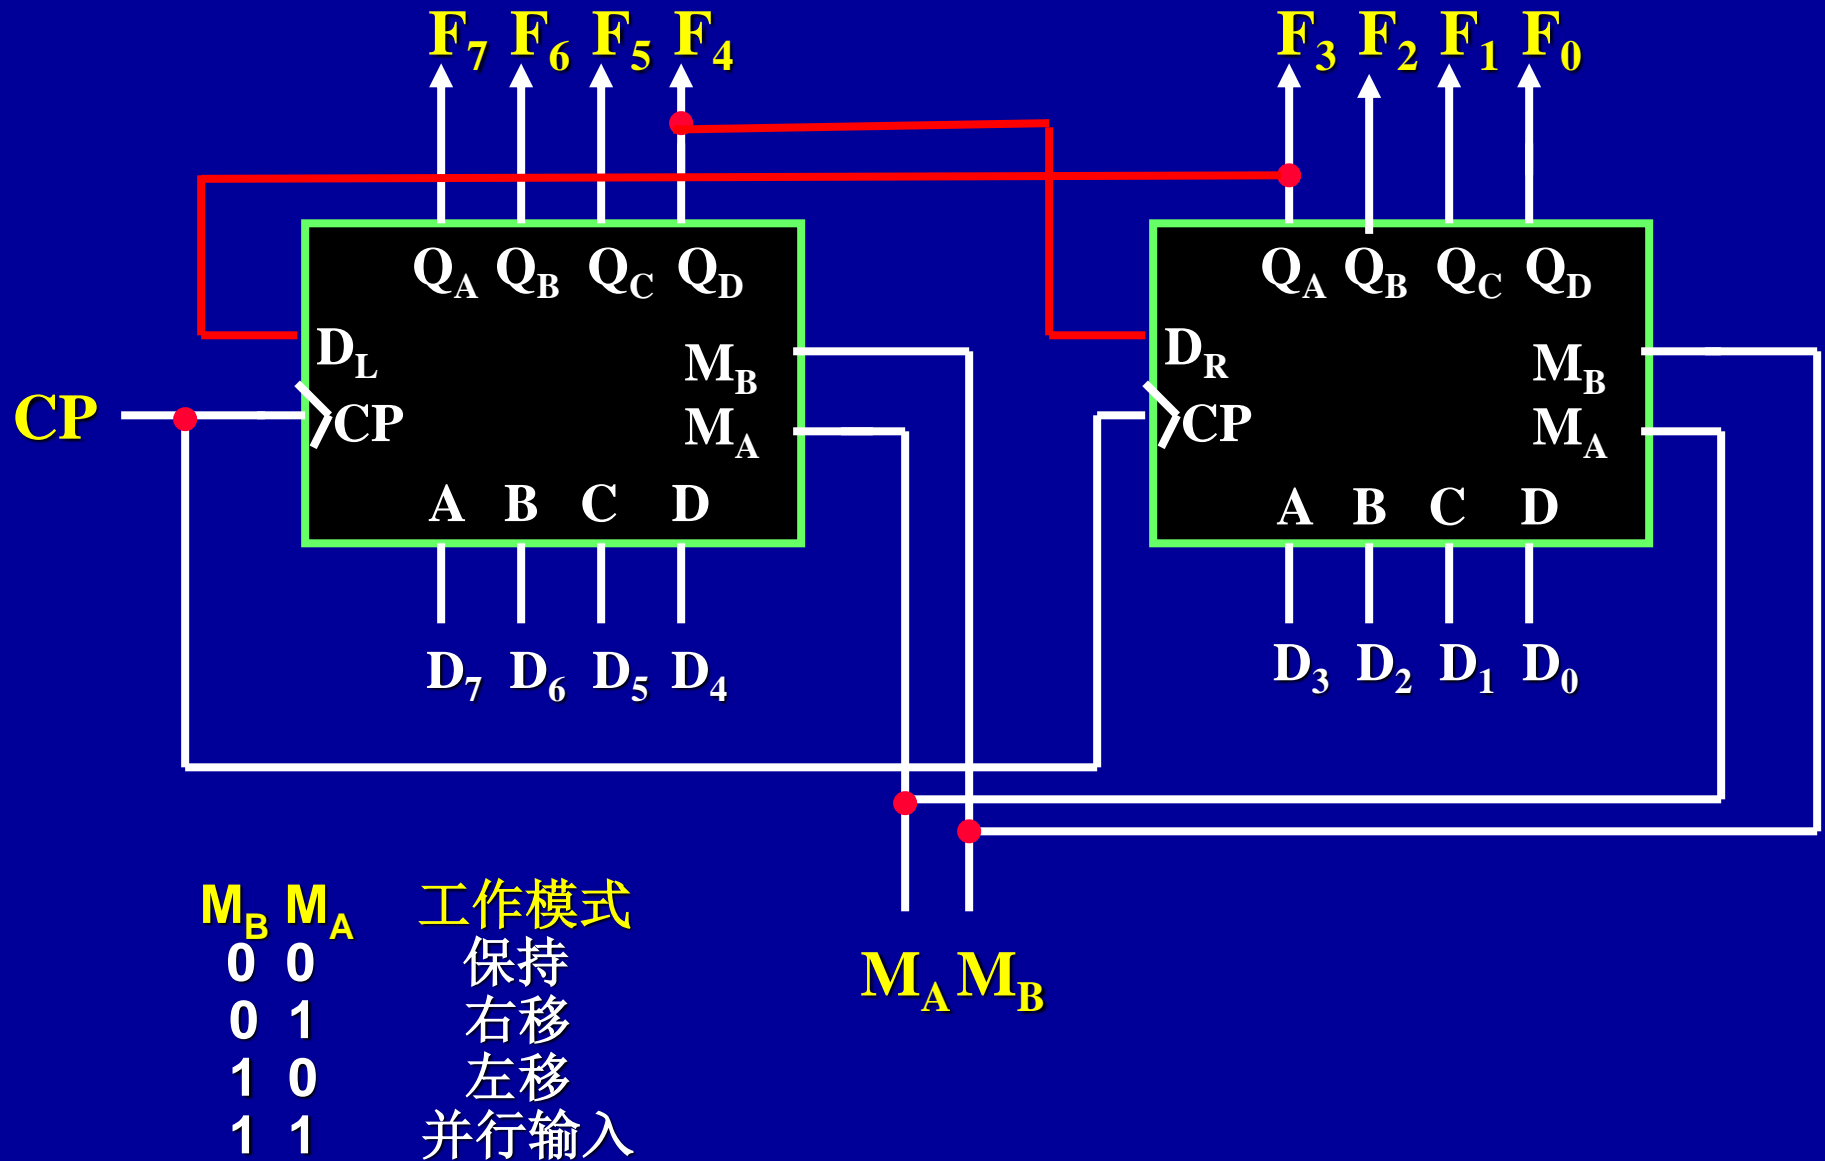 F7 F6 F5 F4 F3 F2 F1 F0
QA QB QC QD QA QB QC QD
DL MB DR MB
CP CP MA CP MA
A B C D A B C D
D7 D6 D5 D4 D3 D2 D1 D0
MB MA 工作模式
0 0 保持
MA MB
0 1 右移
1 0 左移
1 1 并行输入